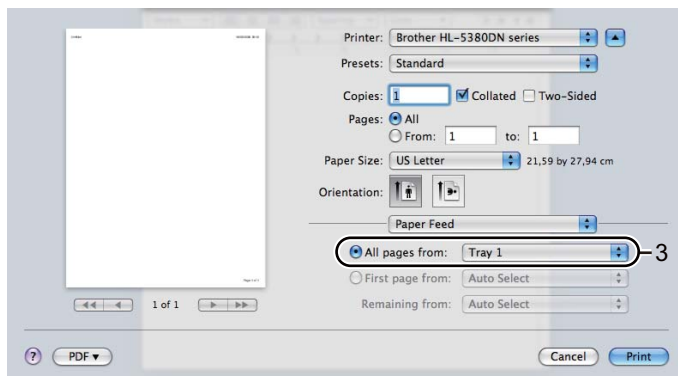 Printer: Brother HL-5380DN series
Presets: Standard
Copies: 1 Collated Two-Sided
Pages: All
From: 1 to: 1
Paper Size: US Letter 21,59 by 27,94 cm
Orientation:
Paper Feed
All pages from: Tray 1 3
First page from: Auto Select
Remaining from: Auto Select
1 of 1
? PDF Cancel Print